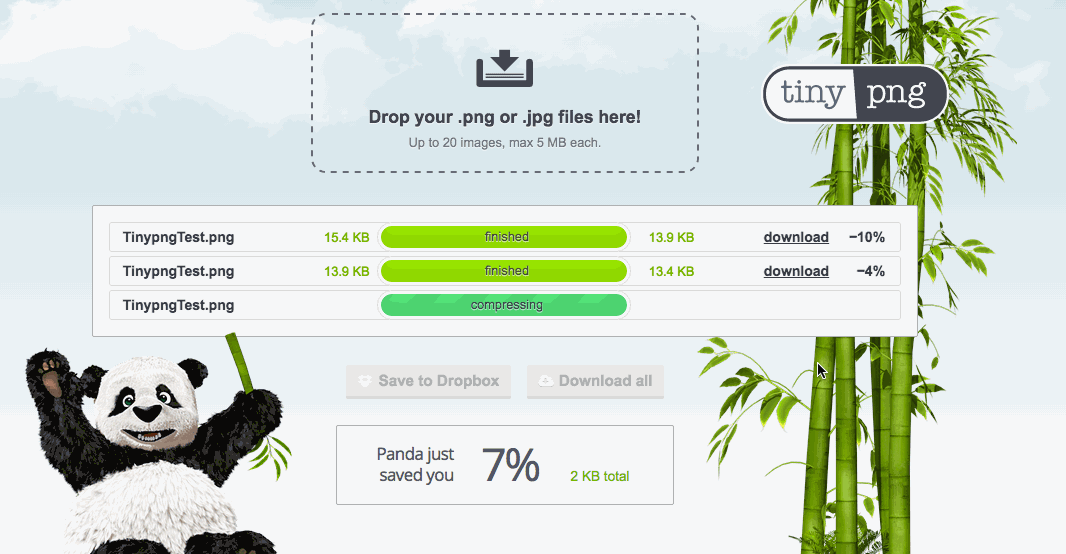 Drop your .png or .jpg files here!
Up to 20 images, max 5 MB each.
tiny png
TinypngTest.png 15.4 KB finished 13.9 KB download −10%
TinypngTest.png 13.9 KB finished 13.4 KB download −4%
TinypngTest.png compressing
Save to Dropbox Download all
Panda just
saved you 7% 2 KB total